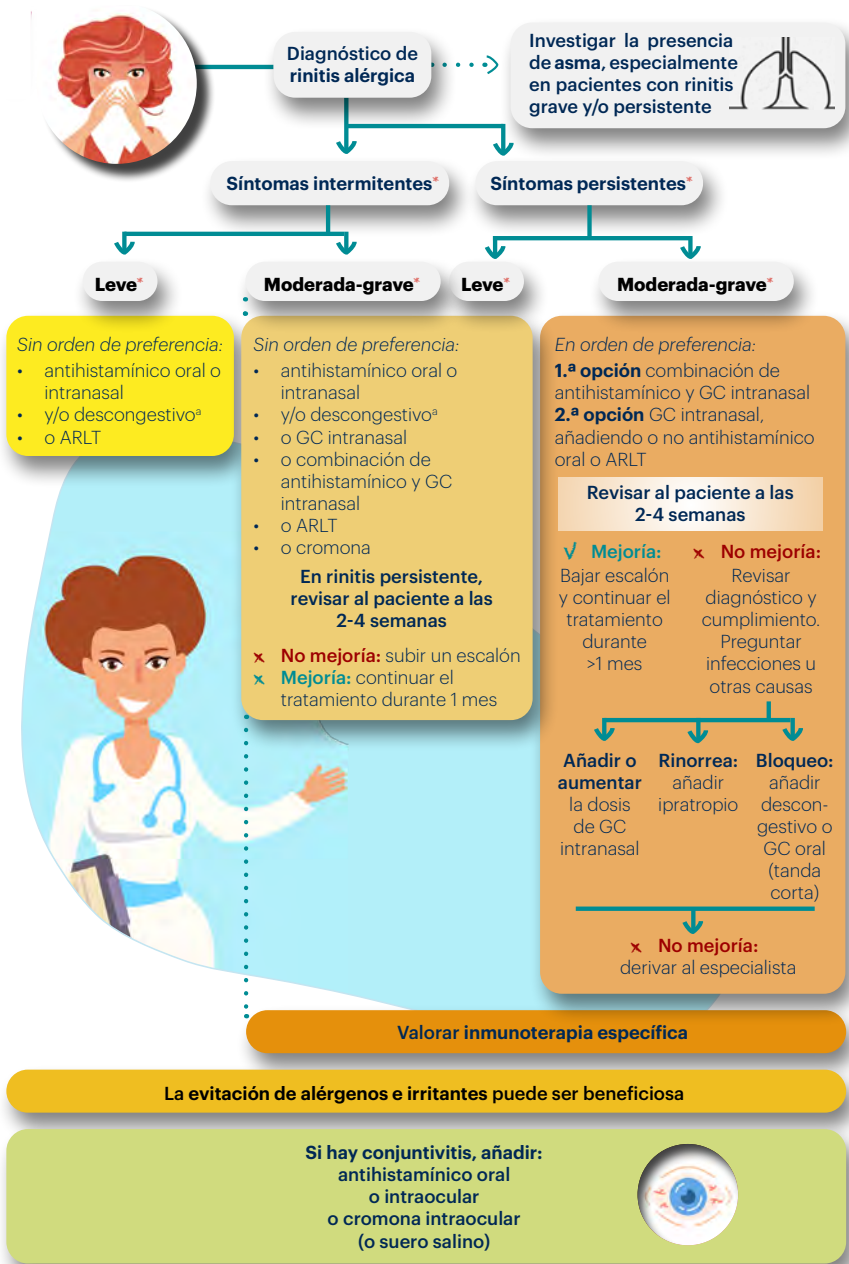 Diagnóstico de
rinitis alérgica
Investigar la presencia
de asma, especialmente
en pacientes con rinitis
grave y/o persistente
Síntomas intermitentes*
Síntomas persistentes*
Leve*
Moderada-grave*
Leve*
Moderada-grave*
Sin orden de preferencia:
• antihistamínico oral o
intranasal
• y/o descongestivoª
• o ARLT
Sin orden de preferencia:
• antihistamínico oral o
intranasal
• y/o descongestivoª
• o GC intranasal
• o combinación de
antihistamínico y GC
intranasal
• o ARLT
• o cromona
En rinitis persistente,
revisar al paciente a las
2-4 semanas
× No mejoría: subir un escalón
× Mejoría: continuar el
tratamiento durante 1 mes
En orden de preferencia:
1.ª opción combinación de
antihistamínico y GC intranasal
2.ª opción GC intranasal,
añadiendo o no antihistamínico
oral o ARLT
Revisar al paciente a las
2-4 semanas
√ Mejoría:
Bajar escalón
y continuar el
tratamiento
durante
>1 mes
× No mejoría:
Revisar
diagnóstico y
cumplimiento.
Preguntar
infecciones u
otras causas
Añadir o
aumentar
la dosis
de GC
intranasal
Rinorrea:
añadir
ipratropio
Bloqueo:
añadir
descon-
gestivo o
GC oral
(tanda
corta)
× No mejoría:
derivar al especialista
Valorar inmunoterapia específica
La evitación de alérgenos e irritantes puede ser beneficiosa
Si hay conjuntivitis, añadir:
antihistamínico oral
o intraocular
o cromona intraocular
(o suero salino)